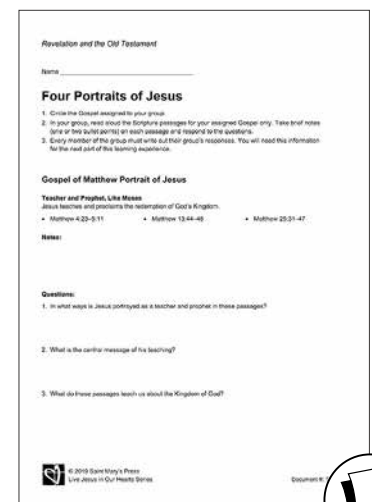 Revelation and the Old Testament
Name
Four Portraits of Jesus
1. Circle the Gospel assigned to your group.
2. In your group, read aloud the Scripture passages for your assigned Gospel only. Take brief notes
(one or two bullet points) on each passage and respond to the questions.
3. Every member of the group must write out their group's responses. You will need this information
for the next part of this learning experience.
Gospel of Matthew Portrait of Jesus
Teacher and Prophet, Like Moses
Jesus teaches and proclaims the redemption of God's Kingdom.
• Matthew 4:23–5:11 • Matthew 13:44–46 • Matthew 25:31–47
Notes:
Questions:
1. In what ways is Jesus portrayed as a teacher and prophet in these passages?
2. What is the central message of his teaching?
3. What do these passages teach us about the Kingdom of God?
© 2019 Saint Mary's Press
Live Jesus in Our Hearts Series
Document #: